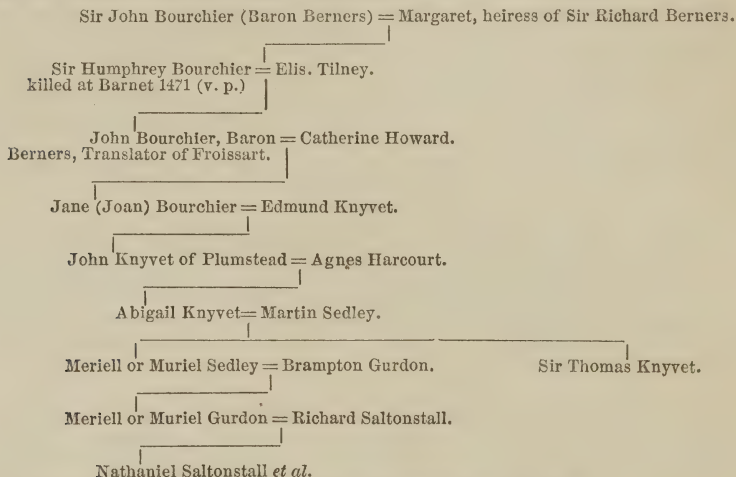 Sir John Bourchier (Baron Berners) = Margaret, heiress of Sir Richard Berners.
Sir Humphrey Bourchier = Elis. Tilney.
killed at Barnet 1471 (v. p.)
John Bourchier, Baron = Catherine Howard.
Berners, Translator of Froissart.
Jane (Joan) Bourchier = Edmund Knyvet.
John Knyvet of Plumstead = Agnes Harcourt.
Abigail Knyvet = Martin Sedley.
Meriell or Muriel Sedley = Brampton Gurdon. Sir Thomas Knyvet.
Meriell or Muriel Gurdon = Richard Saltonstall.
Nathaniel Saltonstall et al.